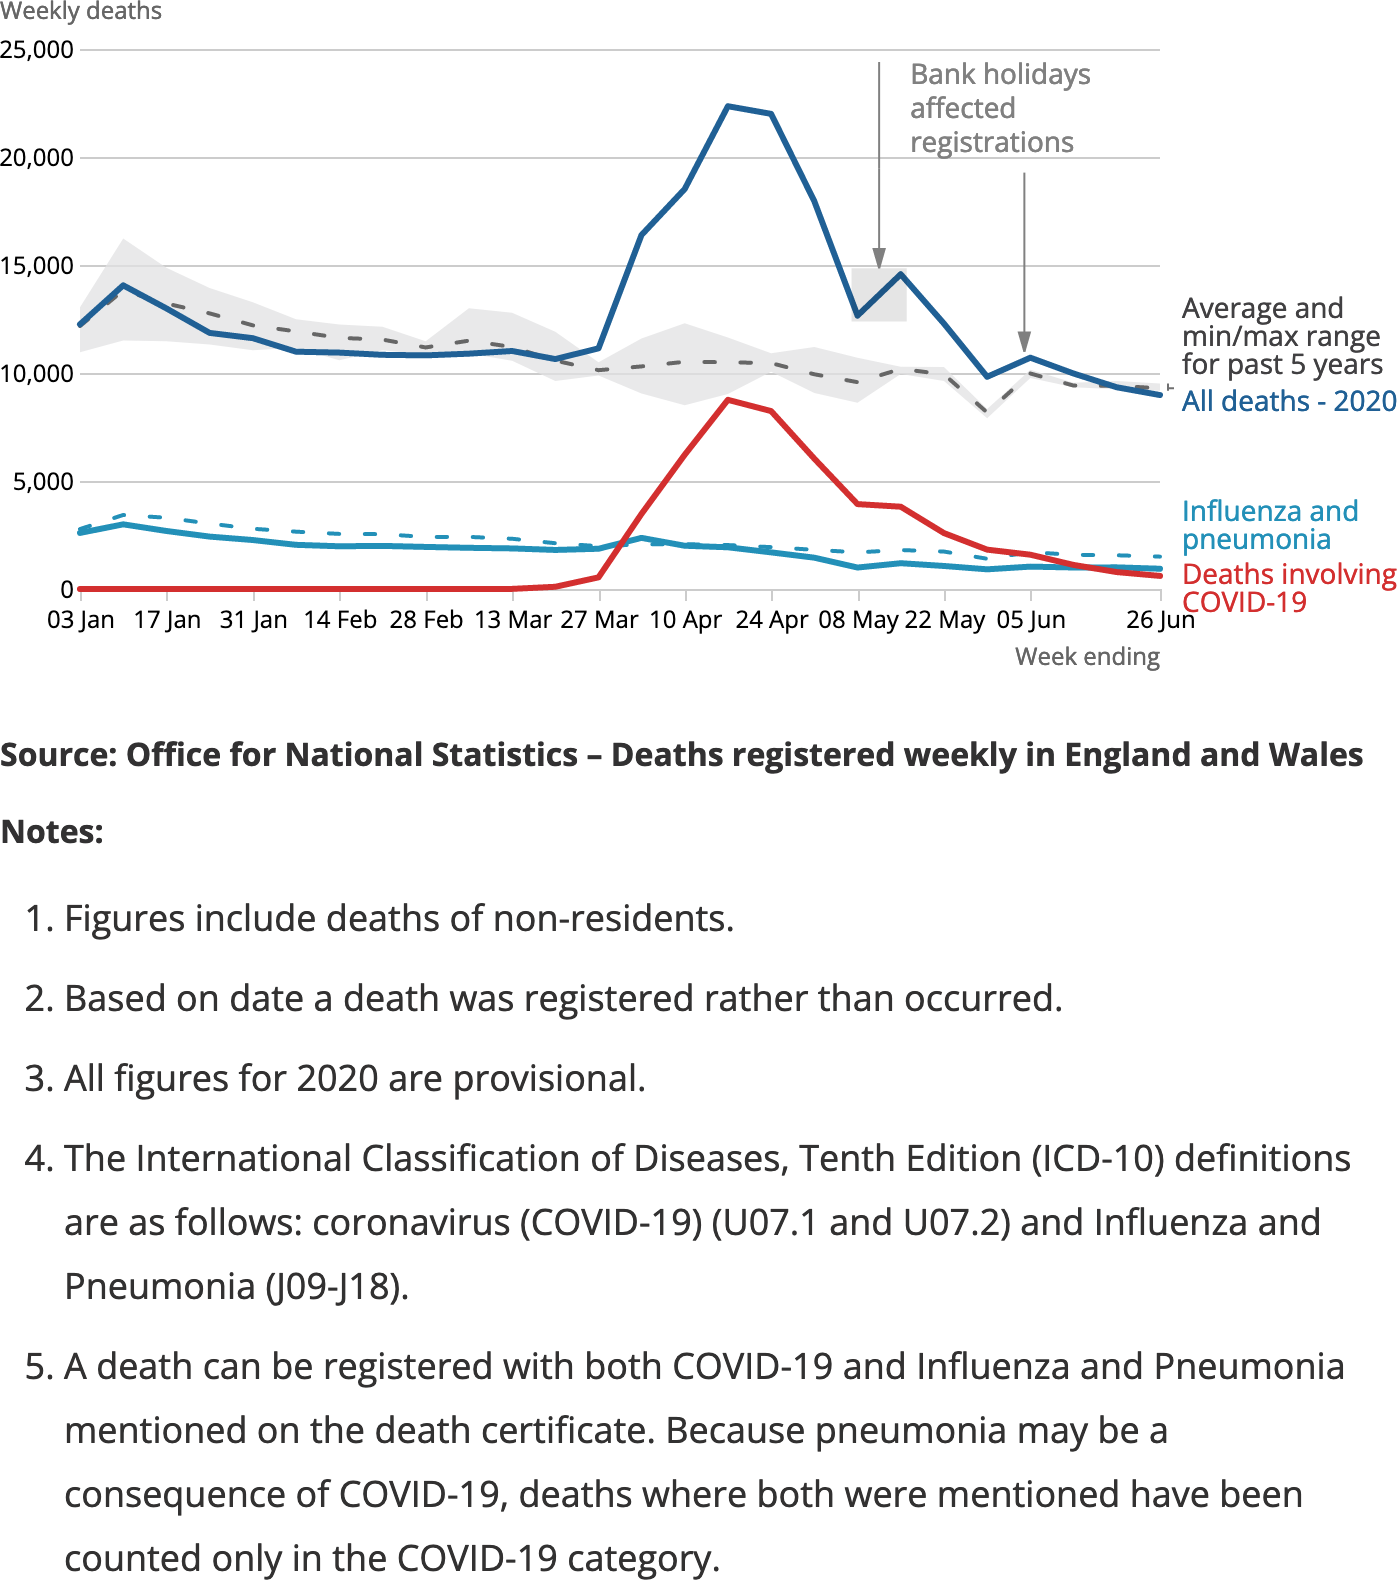 Weekly deaths
25,000
20,000
15,000
10,000
5,000
0
Bank holidays
affected
registrations
Average and
min/max range
for past 5 years
All deaths - 2020
Influenza and
pneumonia
Deaths involving
COVID-19
03 Jan 17 Jan 31 Jan 14 Feb 28 Feb 13 Mar 27 Mar 10 Apr 24 Apr 08 May 22 May 05 Jun 26 Jun
Week ending
Source: Office for National Statistics – Deaths registered weekly in England and Wales
Notes:
1. Figures include deaths of non-residents.
2. Based on date a death was registered rather than occurred.
3. All figures for 2020 are provisional.
4. The International Classification of Diseases, Tenth Edition (ICD-10) definitions
are as follows: coronavirus (COVID-19) (U07.1 and U07.2) and Influenza and
Pneumonia (J09-J18).
5. A death can be registered with both COVID-19 and Influenza and Pneumonia
mentioned on the death certificate. Because pneumonia may be a
consequence of COVID-19, deaths where both were mentioned have been
counted only in the COVID-19 category.